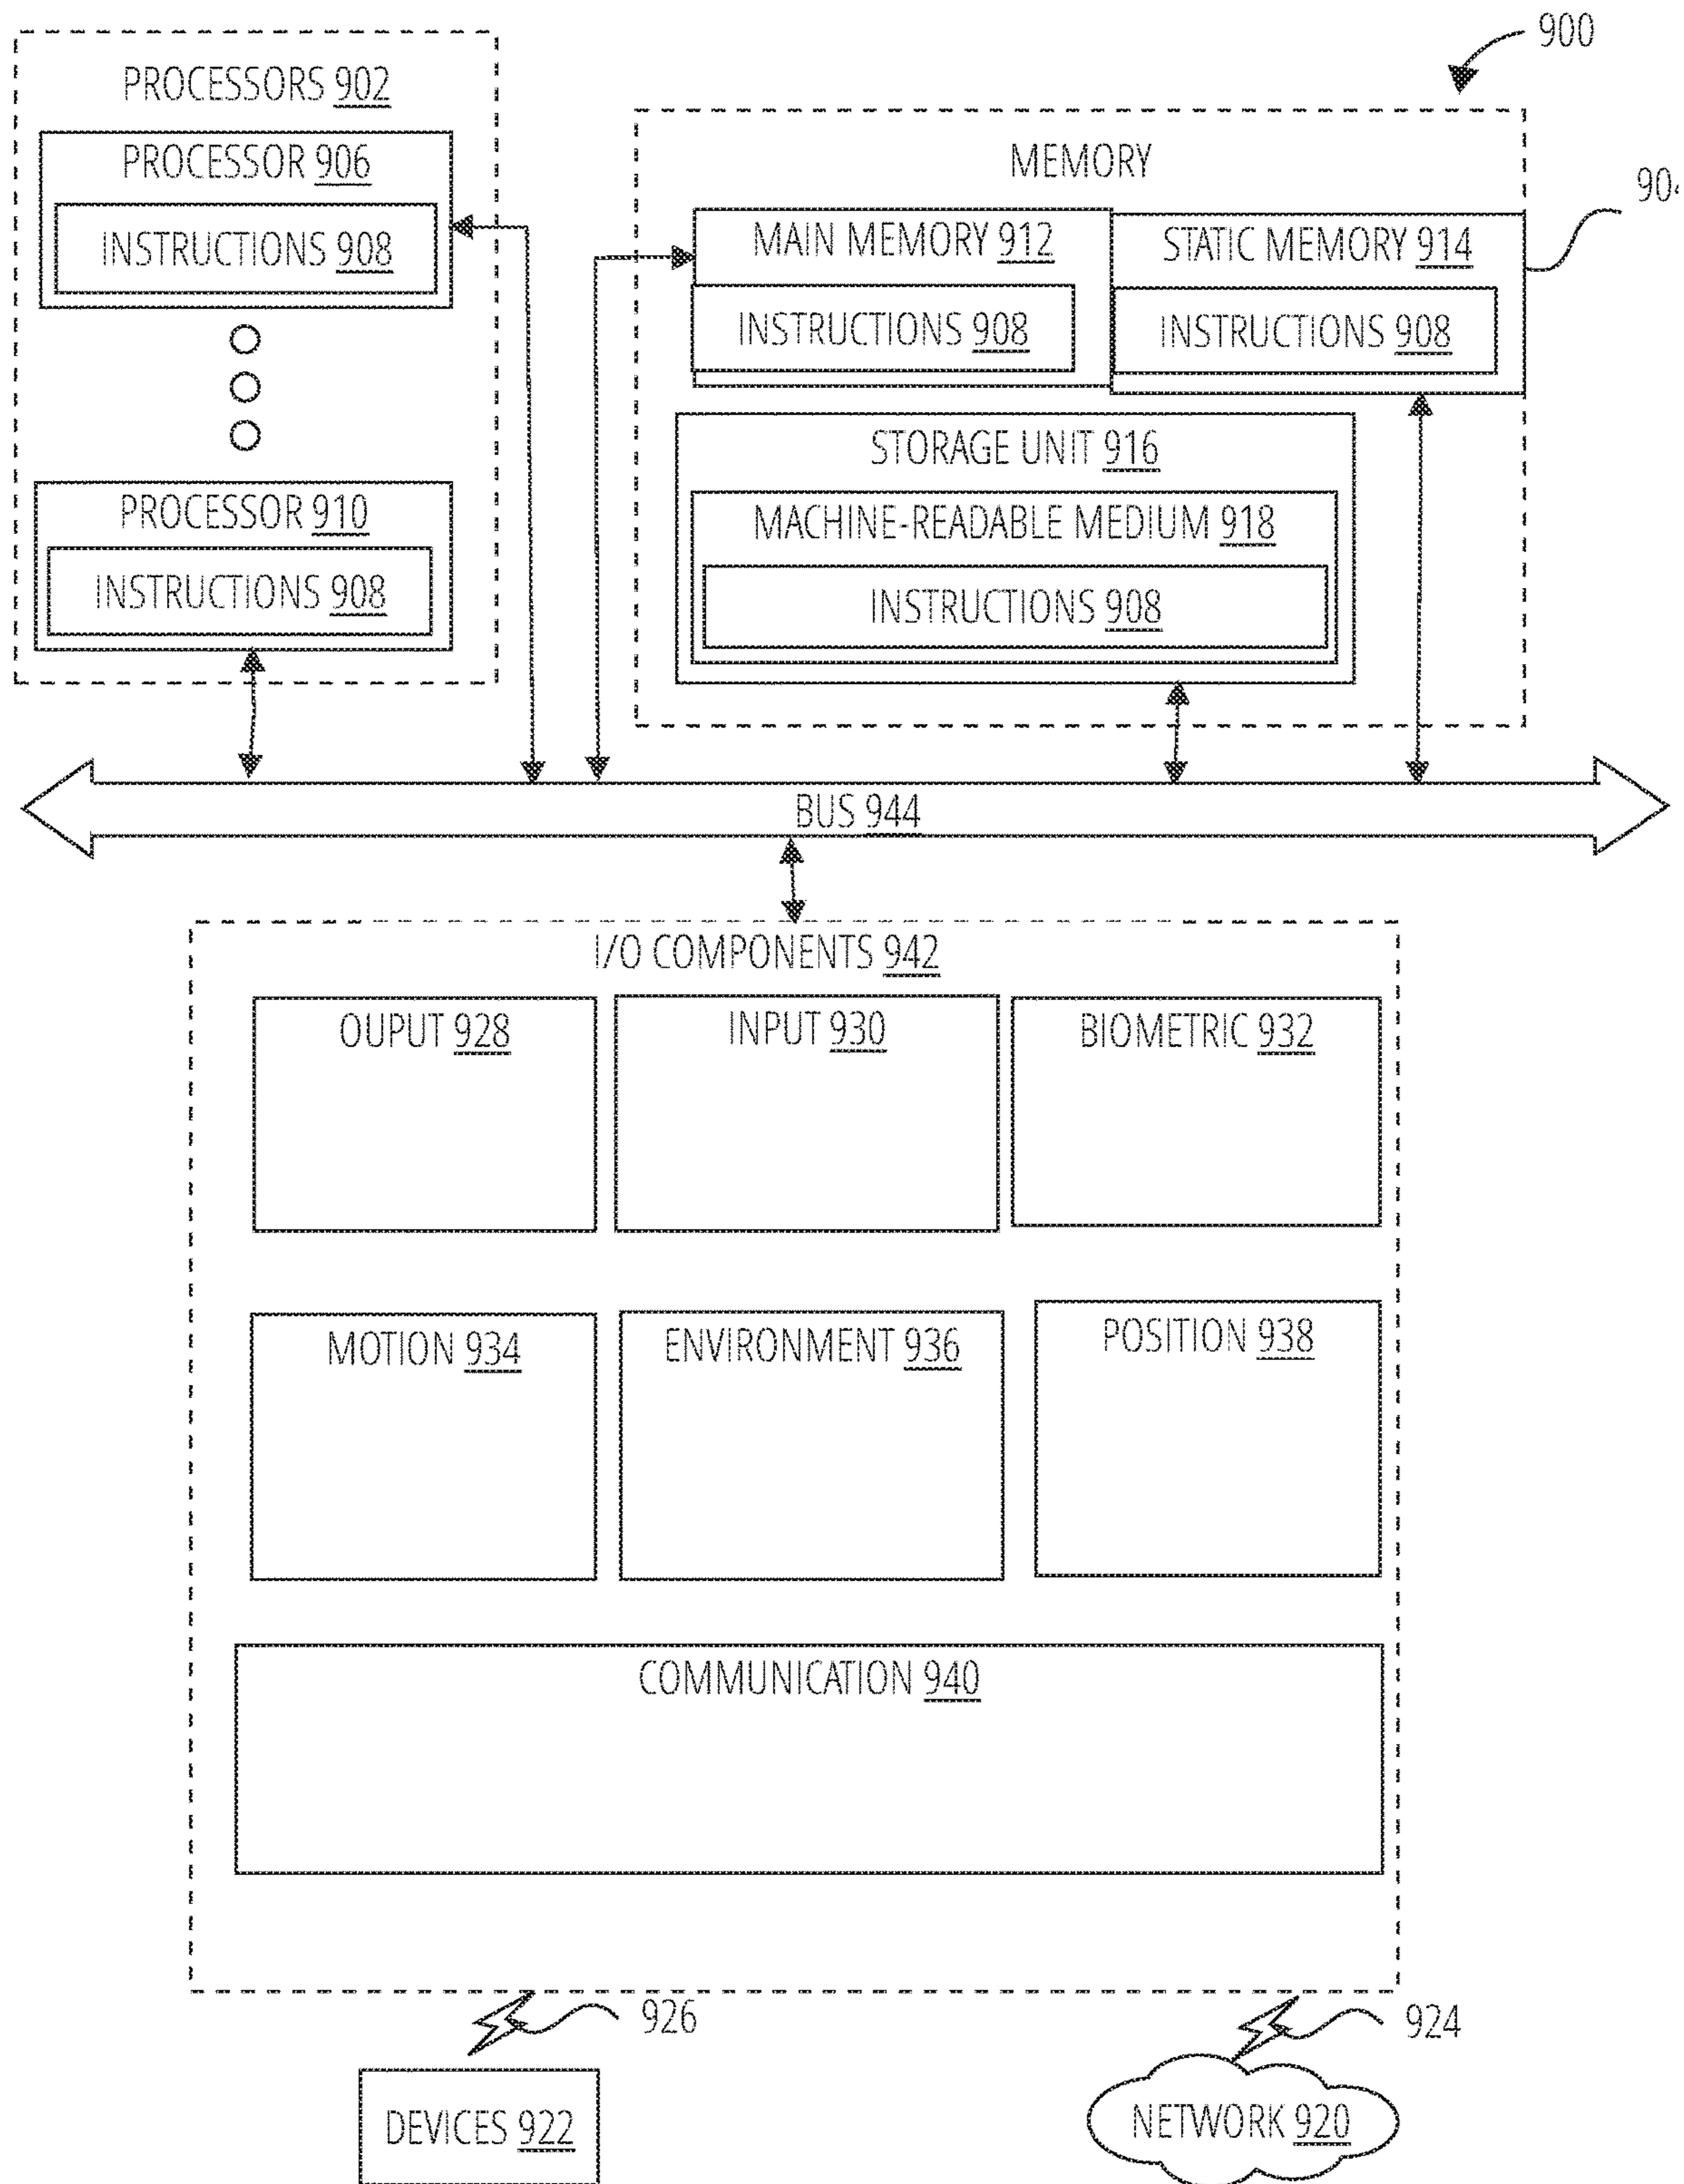 900
PROCESSORS 902
PROCESSOR 906
INSTRUCTIONS 908
PROCESSOR 910
INSTRUCTIONS 908
MEMORY
MAIN MEMORY 912
INSTRUCTIONS 908
STATIC MEMORY 914
INSTRUCTIONS 908
STORAGE UNIT 916
MACHINE-READABLE MEDIUM 918
INSTRUCTIONS 908
BUS 944
I/O COMPONENTS 942
OUPUT 928
INPUT 930
BIOMETRIC 932
MOTION 934
ENVIRONMENT 936
POSITION 938
COMMUNICATION 940
926
924
DEVICES 922
NETWORK 920